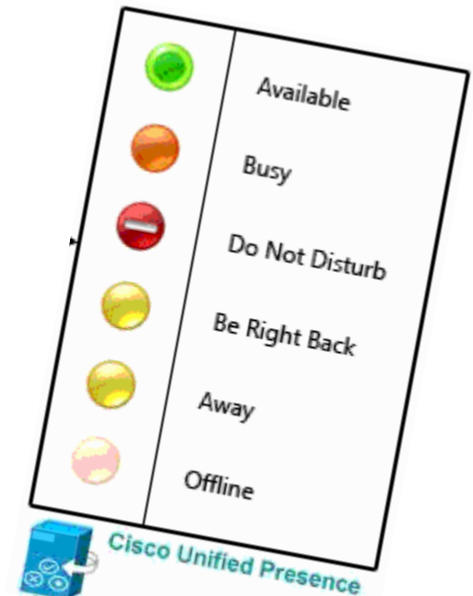 Available
Busy
Do Not Disturb
Be Right Back
Away
Offline
Cisco Unified Presence